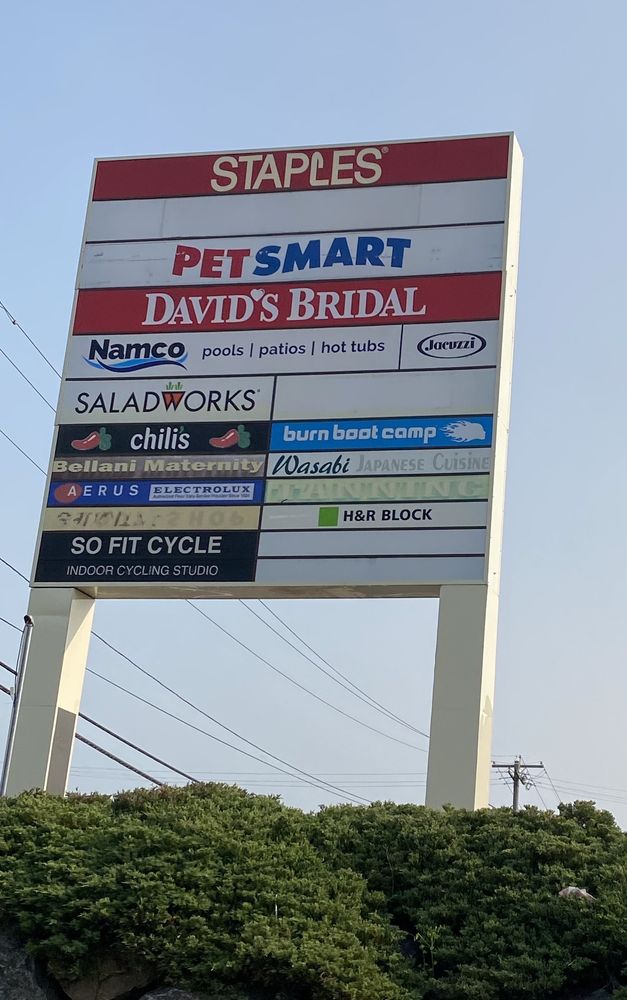 STAPLES®
PETSMART
DAVID'S BRIDAL
Namco pools | patios | hot tubs Jacuzzi
SALADWORKS
chili's burn boot camp
Bellani Maternity Wasabi JAPANESE CUISINE
AERUS ELECTROLUX TANNING
H&R BLOCK
SO FIT CYCLE
INDOOR CYCLING STUDIO